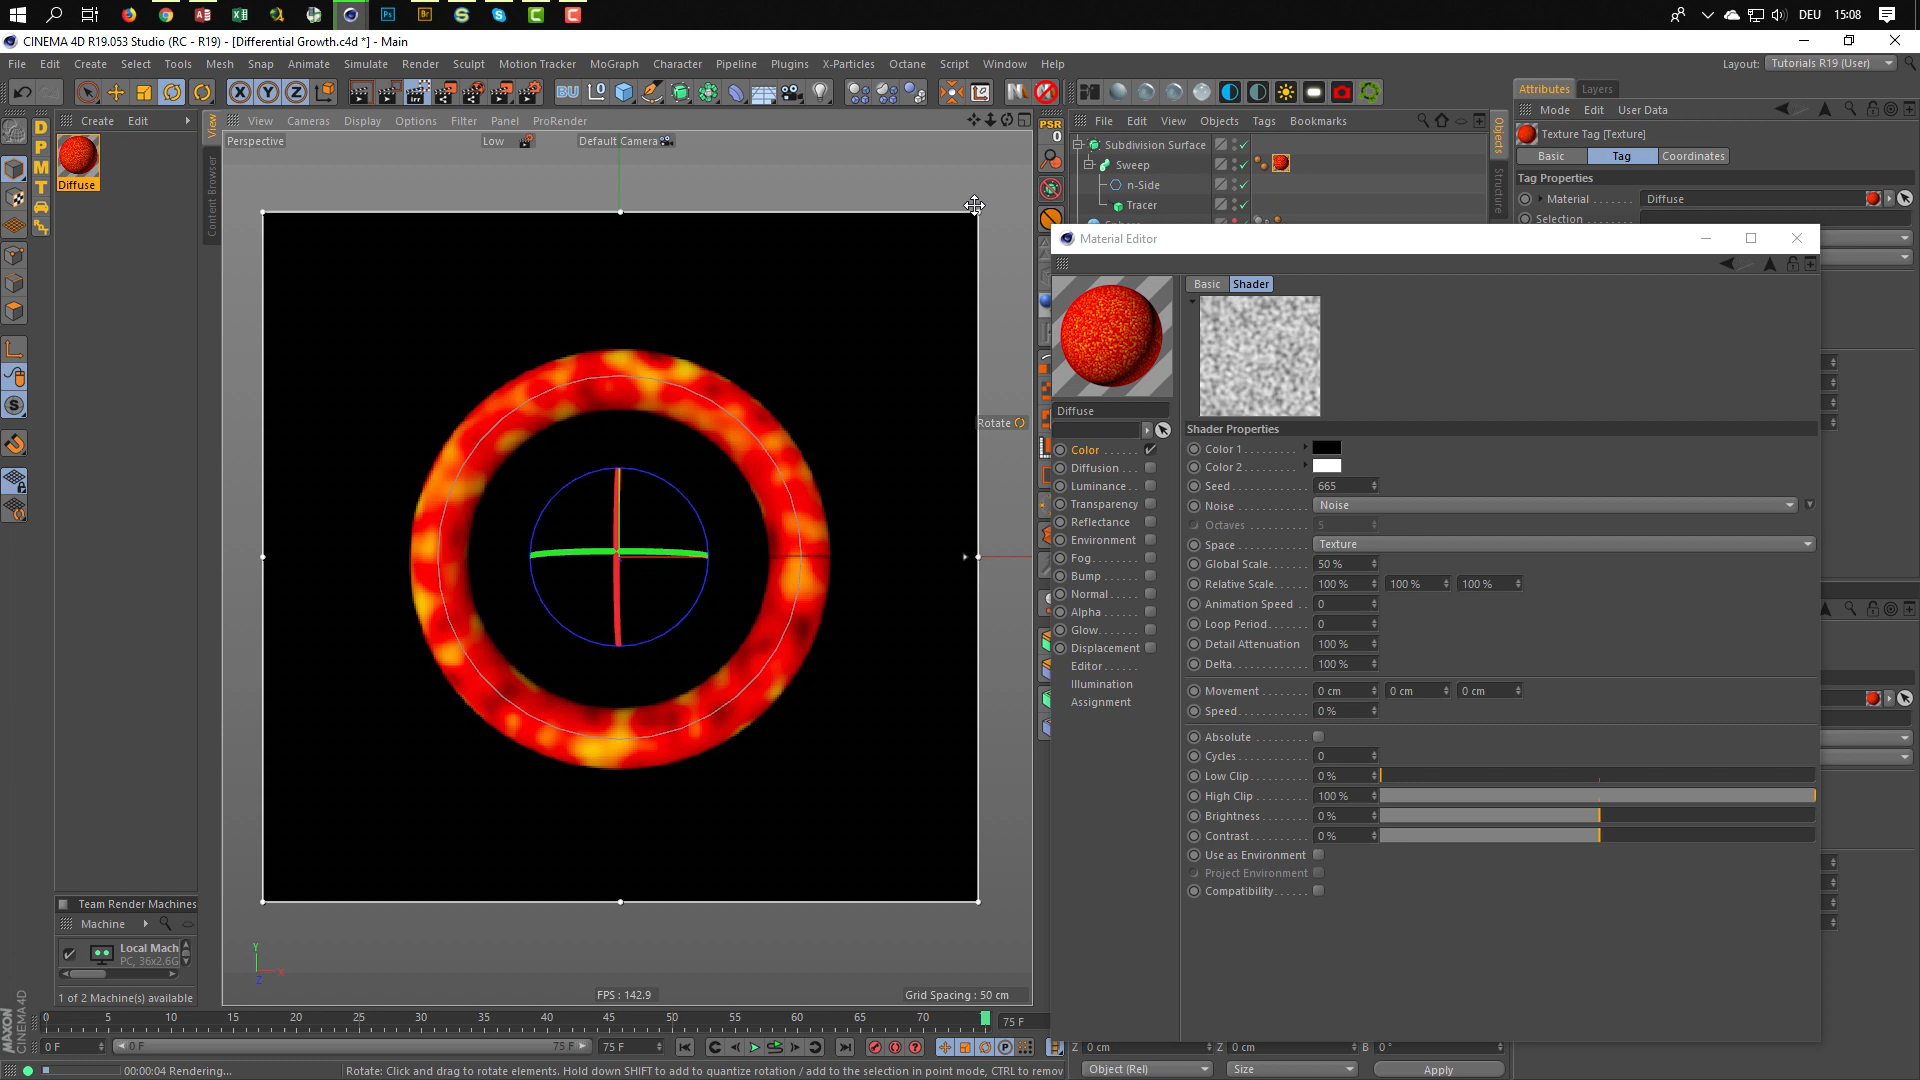 DEU
15:08
CINEMA 4D R19.053 Studio (RC - R19) - [Differential Growth.c4d *] - Main
File Edit Create Select Tools Mesh Snap Animate Simulate Render Sculpt Motion Tracker MoGraph Character Pipeline Plugins X-Particles Octane Script Window Help
Layout: Tutorials R19 (User)
Create Edit
View Cameras Display Options Filter Panel ProRender
Perspective
Low
Default Camera
View
Content Browser
D
P
M
T
Diffuse
PSR
0
File Edit View Objects Tags Bookmarks
Subdivision Surface
Sweep
n-Side
Tracer
Objects
Structure
Attributes Layers
Mode Edit User Data
Texture Tag [Texture]
Basic Tag Coordinates
Tag Properties
Material Diffuse
Selection
Material Editor
Basic Shader
Diffuse
Color
Diffusion
Luminance
Transparency
Reflectance
Environment
Fog
Bump
Normal
Alpha
Glow
Displacement
Editor
Illumination
Assignment
Shader Properties
Color 1
Color 2
Seed 665
Noise Noise
Octaves 5
Space Texture
Global Scale 50 %
Relative Scale 100 % 100 % 100 %
Animation Speed 0
Loop Period 0
Detail Attenuation 100 %
Delta 100 %
Movement 0 cm 0 cm 0 cm
Speed 0 %
Absolute
Cycles 0
Low Clip 0 %
High Clip 100 %
Brightness 0 %
Contrast 0 %
Use as Environment
Project Environment
Compatibility
Rotate
Y
X
Z
FPS : 142.9
Grid Spacing : 50 cm
Team Render Machines
Machine
Local Mach
PC, 36x2.6G
1 of 2 Machine(s) available
0 5 10 15 20 25 30 35 40 45 50 55 60 65 70 75 F
0 F 0 F 75 F 75 F
Z 0 cm Z 0 cm B 0 °
Object (Rel) Size Apply
MAXON CINEMA 4D
00:00:04 Rendering...
Rotate: Click and drag to rotate elements. Hold down SHIFT to add to quantize rotation / add to the selection in point mode, CTRL to remov